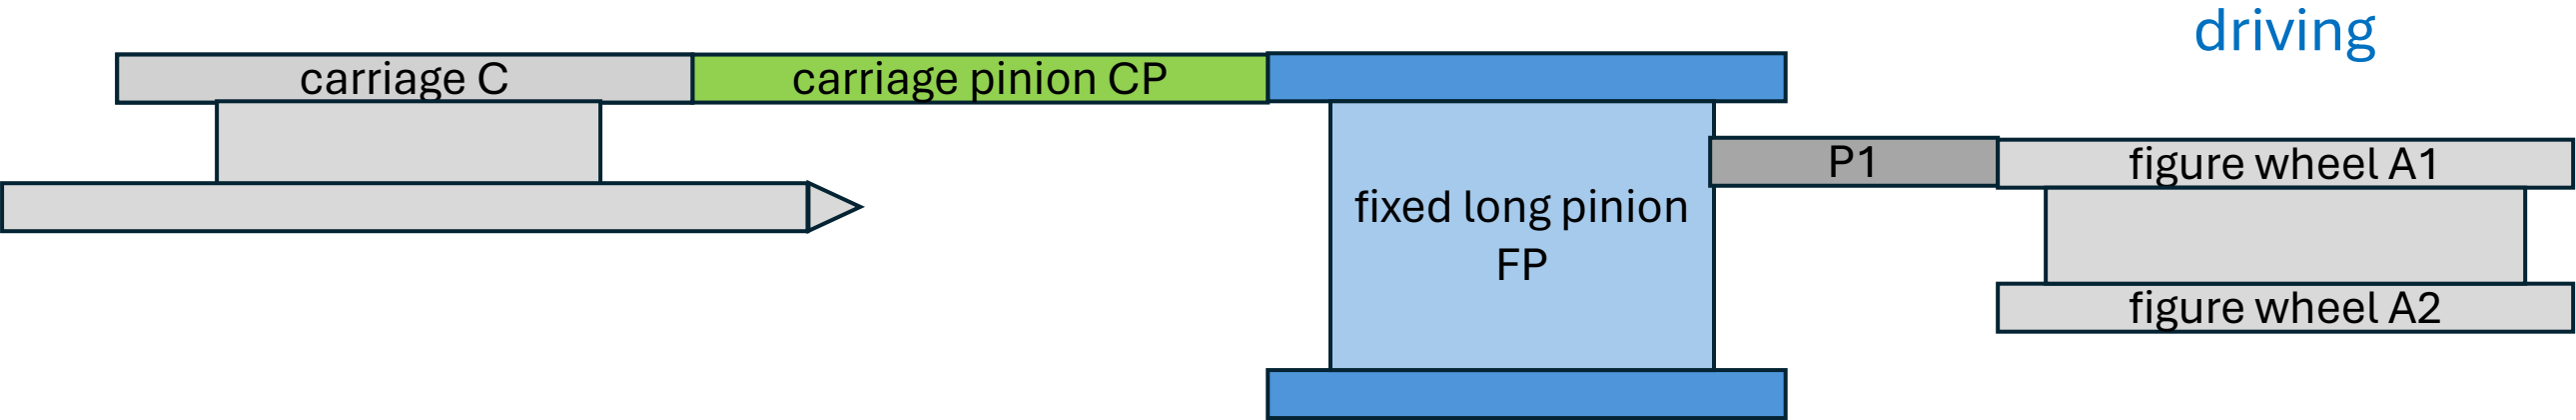 driving
carriage C
carriage pinion CP
P1
figure wheel A1
fixed long pinion
FP
figure wheel A2